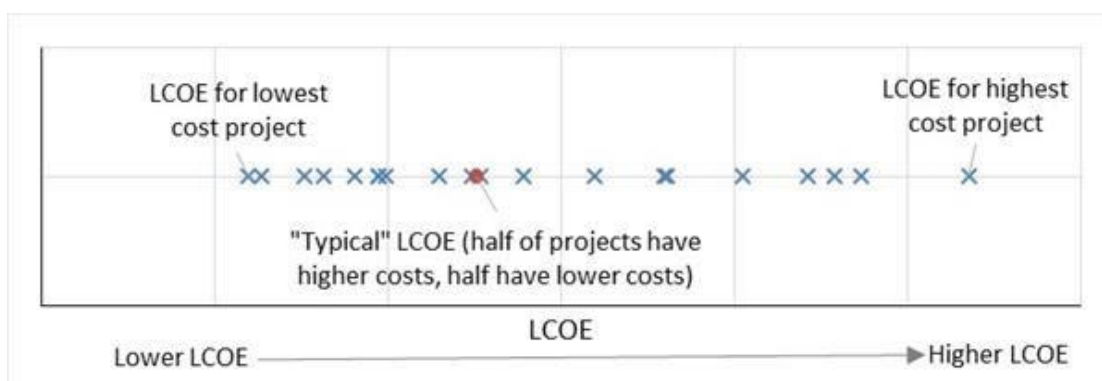 LCOE for lowest
cost project
LCOE for highest
cost project
"Typical" LCOE (half of projects have
higher costs, half have lower costs)
LCOE
Lower LCOE
Higher LCOE